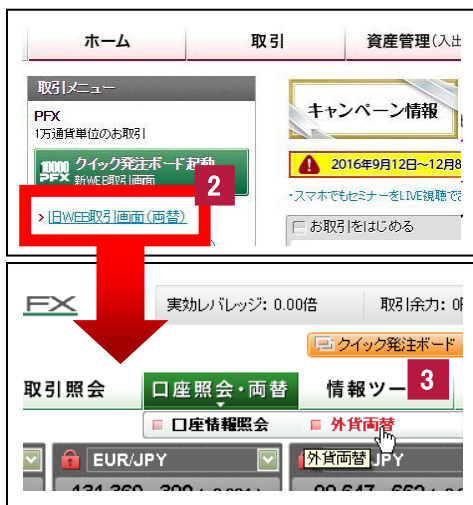 ホーム 取引 資産管理(入出
取引メニュー
PFX
1万通貨単位のお取引
10000 PFX クイック発注ボード起動
新WEB取引画面
2
> 旧WEB取引画面(両替)
キャンペーン情報
2016年9月12日~12月8
・スマホでもセミナーをLIVE視聴でき
お取引をはじめる
FX 実効レバレッジ: 0.00倍 取引余力: 0
クイック発注ボード
取引照会 口座照会・両替 情報ツー
3
口座情報照会 外貨両替
EUR/JPY
外貨両替 JPY